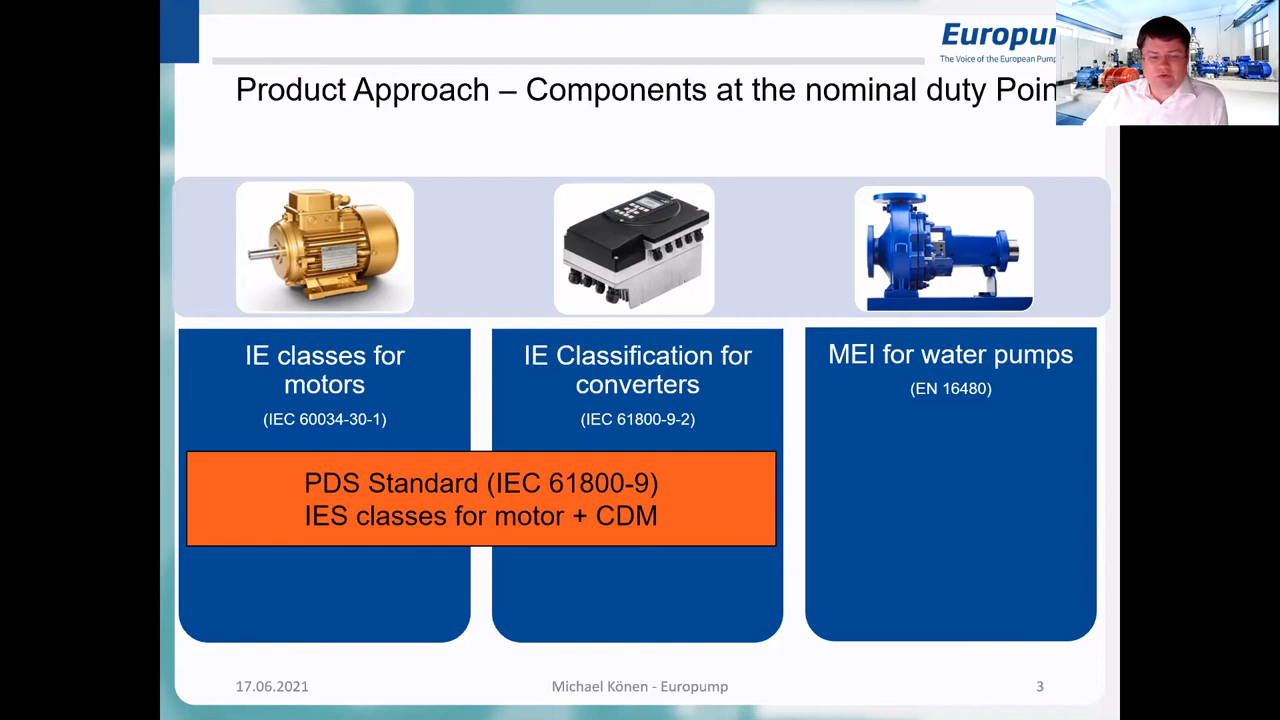 Europu
The Voice of the European Pump
Product Approach – Components at the nominal duty Poin
IE classes for
motors
(IEC 60034-30-1)
IE Classification for
converters
(IEC 61800-9-2)
MEI for water pumps
(EN 16480)
PDS Standard (IEC 61800-9)
IES classes for motor + CDM
17.06.2021
Michael Könen - Europump
3